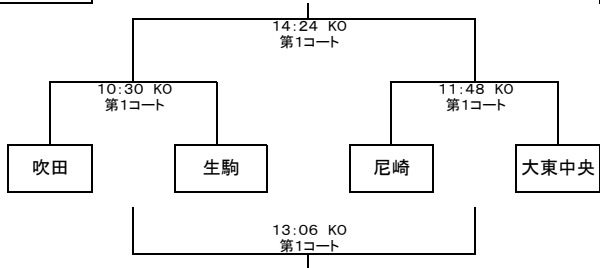 14:24 KO
第1コート
10:30 KO
第1コート
11:48 KO
第1コート
吹田
生駒
尼崎
大東中央
13:06 KO
第1コート